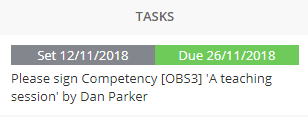 TASKS
Set 12/11/2018 Due 26/11/2018
Please sign Competency [OBS3] 'A teaching
session' by Dan Parker